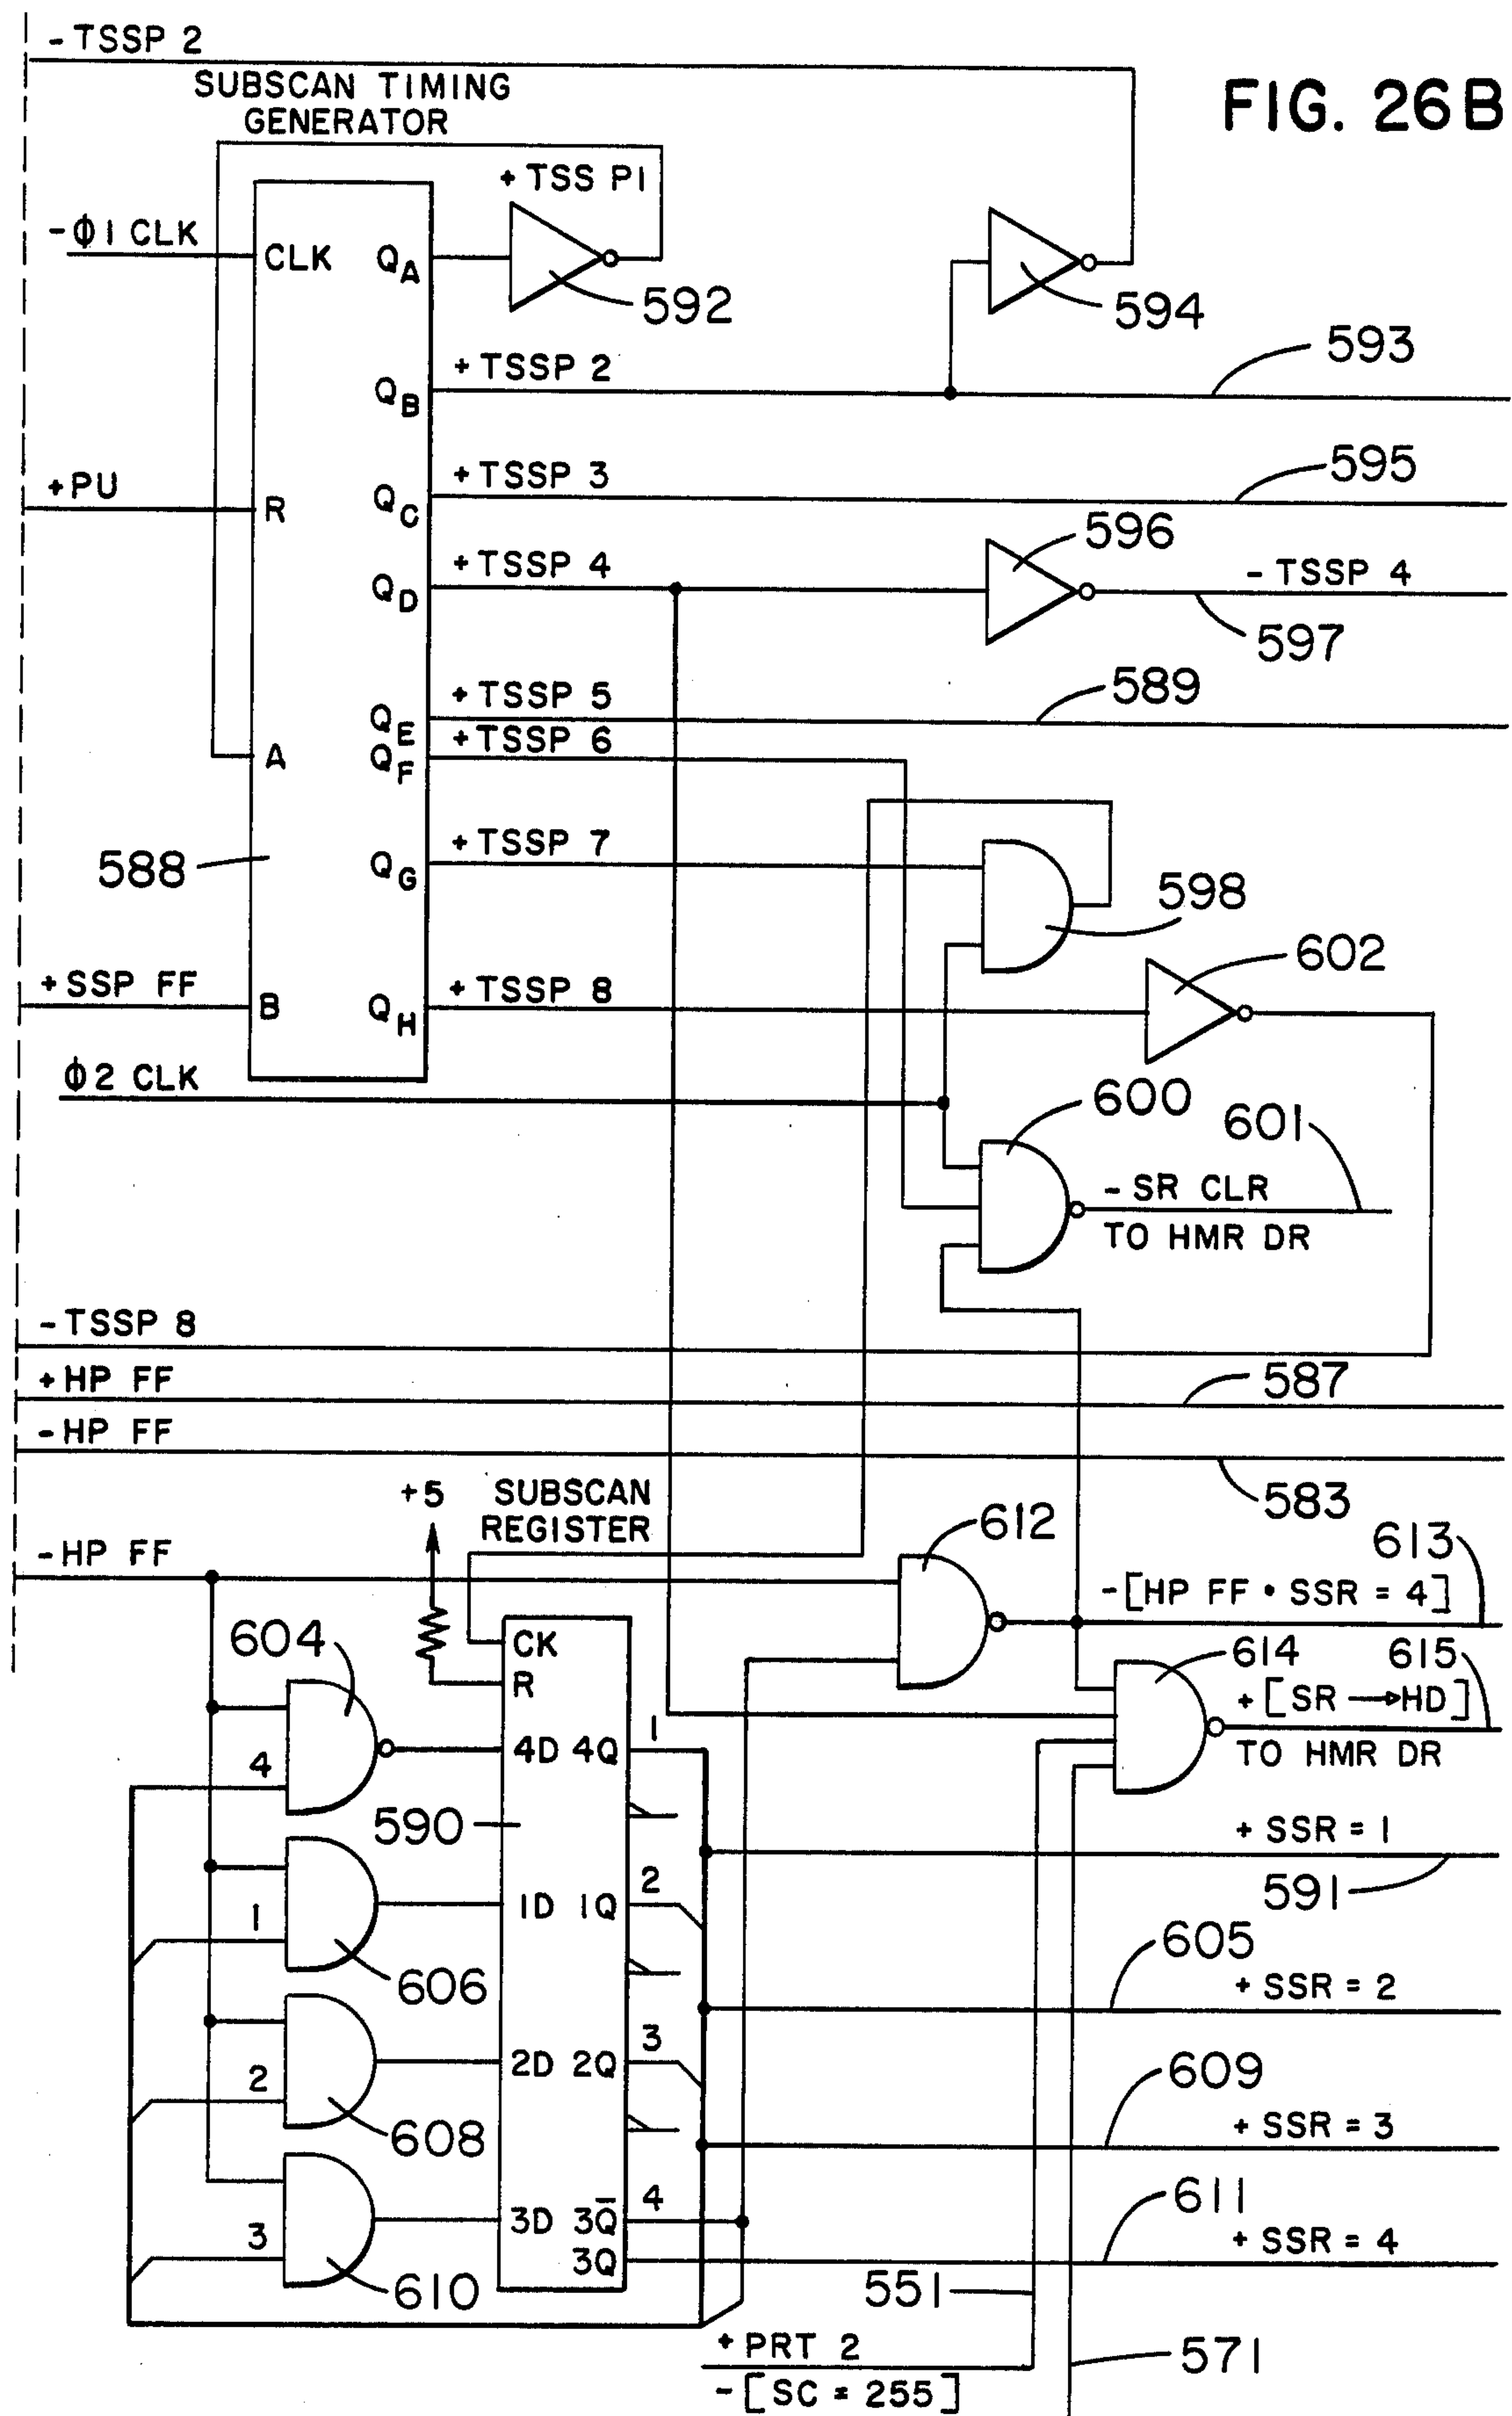 - TSSP 2
FIG. 26B
SUBSCAN TIMING
GENERATOR
+ TSS P1
-Φ1 CLK
CLK
QA
592
594
+ TSSP 2
593
QB
+PU
R
+ TSSP 3
595
QC
+ TSSP 4
596
- TSSP 4
QD
597
+ TSSP 5
589
QE
+ TSSP 6
A
QF
+ TSSP 7
588
QG
598
+SSP FF
B
+ TSSP 8
602
QH
Φ2 CLK
600
601
- SR CLR
TO HMR DR
-TSSP 8
+HP FF
587
-HP FF
583
+5
SUBSCAN
REGISTER
-HP FF
612
613
-[HP FF • SSR = 4]
604
CK
R
614
615
+ [SR →HD]
TO HMR DR
4
4D 4Q
1
590
+ SSR = 1
591
1
1D 1Q
2
606
605
+ SSR = 2
2
2D 2Q
3
608
609
+ SSR = 3
3
3D 3Q̅
4
3Q
610
611
+ SSR = 4
551
+ PRT 2
571
-[SC = 255]